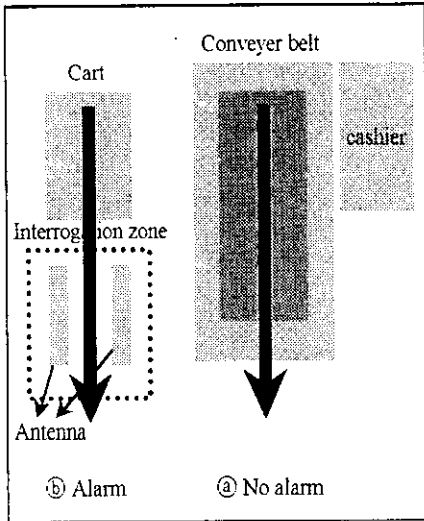 Conveyer belt
Cart
cashier
Interrogation zone
Antenna
ⓑ Alarm
ⓐ No alarm